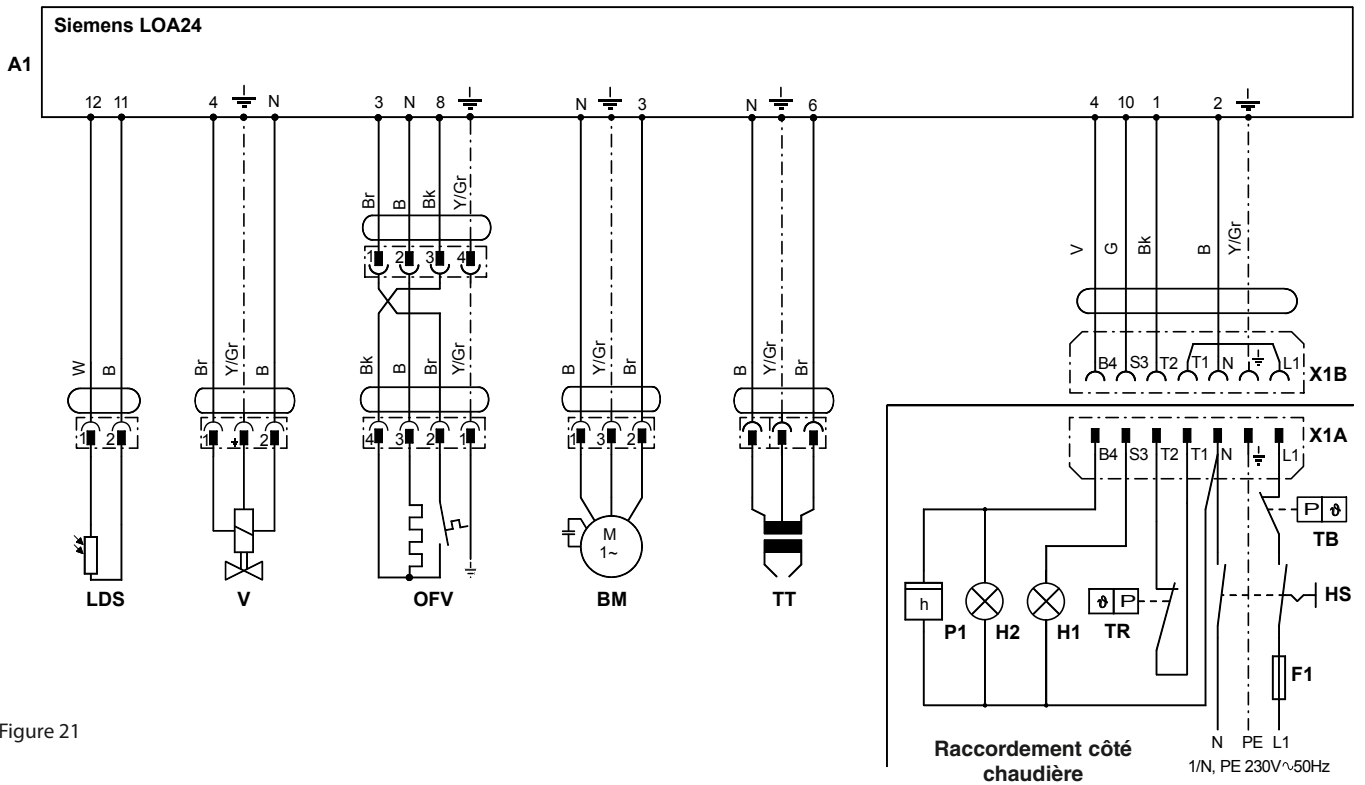 Siemens LOA24
A1
12 11 4 N 3 N 8 N 3 N 6 4 10 1 2
Br B Bk Y/Gr
V G Bk B Y/Gr
1 2 3 4
W B Br Y/Gr B Bk B Br Y/Gr B Y/Gr Br B Y/Gr Br
B4 S3 T2 T1 N L1 X1B
1 2 1 2 4 3 2 1 1 3 2
X1A
B4 S3 T2 T1 N L1
P ϑ
TB
M
1~
LDS V OFV BM TT
h
P1 H2 H1
ϑ P
TR
HS
F1
Figure 21
Raccordement côté
chaudière
N PE L1
1/N, PE 230V∿50Hz